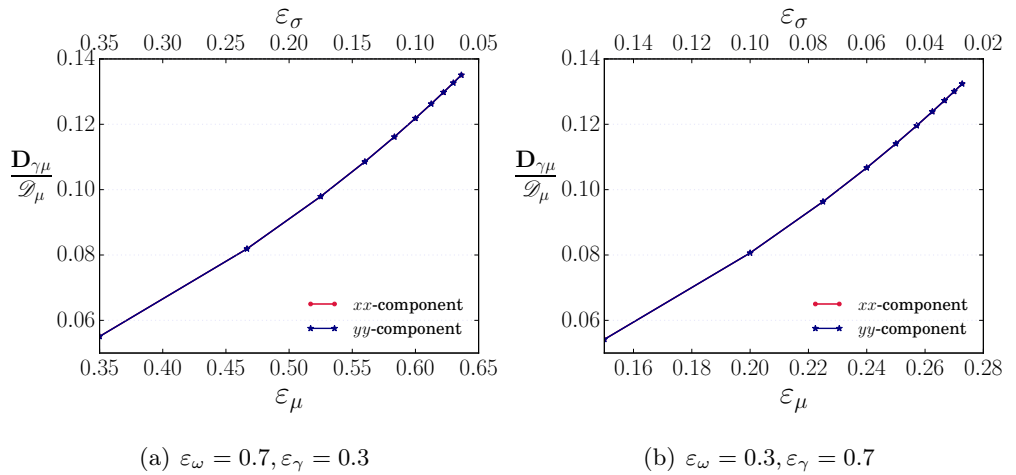 ε_σ
0.35 0.30 0.25 0.20 0.15 0.10 0.05
0.14
0.12
0.10
0.08
0.06
D_γμ
𝒟_μ
xx-component
yy-component
0.35 0.40 0.45 0.50 0.55 0.60 0.65
ε_μ
(a) ε_ω = 0.7, ε_γ = 0.3
ε_σ
0.14 0.12 0.10 0.08 0.06 0.04 0.02
0.14
0.12
0.10
0.08
0.06
D_γμ
𝒟_μ
xx-component
yy-component
0.16 0.18 0.20 0.22 0.24 0.26 0.28
ε_μ
(b) ε_ω = 0.3, ε_γ = 0.7